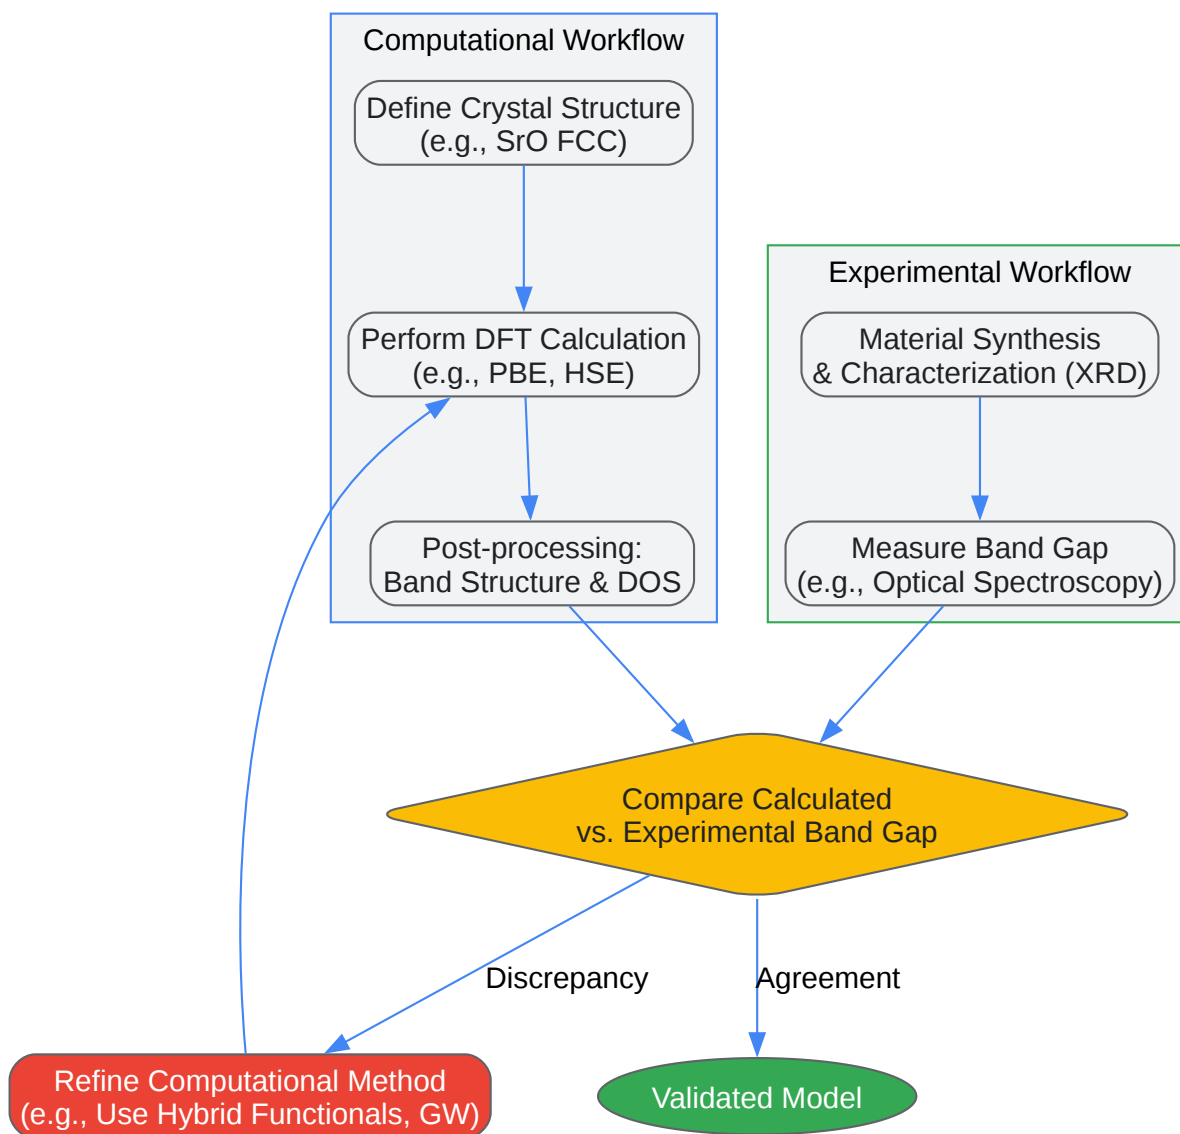 Computational Workflow
Define Crystal Structure
(e.g., SrO FCC)
Experimental Workflow
Perform DFT Calculation
(e.g., PBE, HSE)
Material Synthesis
& Characterization (XRD)
Post-processing:
Band Structure & DOS
Measure Band Gap
(e.g., Optical Spectroscopy)
Compare Calculated
vs. Experimental Band Gap
Discrepancy
Agreement
Refine Computational Method
(e.g., Use Hybrid Functionals, GW)
Validated Model